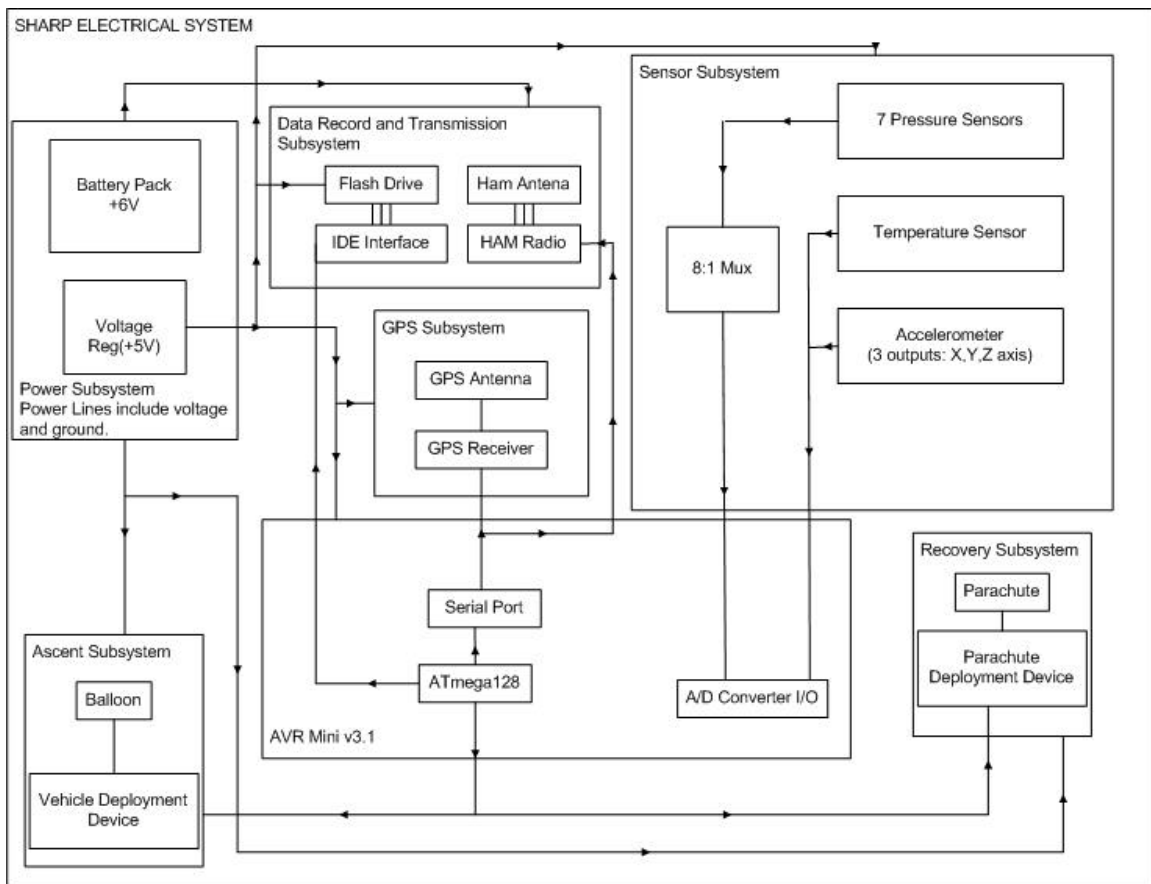 SHARP ELECTRICAL SYSTEM
Battery Pack
+6V
Voltage
Reg(+5V)
Power Subsystem
Power Lines include voltage
and ground.
Data Record and Transmission
Subsystem
Flash Drive
Ham Antena
IDE Interface
HAM Radio
Sensor Subsystem
7 Pressure Sensors
Temperature Sensor
8:1 Mux
Accelerometer
(3 outputs: X,Y,Z axis)
GPS Subsystem
GPS Antenna
GPS Receiver
Serial Port
ATmega128
A/D Converter I/O
AVR Mini v3.1
Recovery Subsystem
Parachute
Parachute
Deployment Device
Ascent Subsystem
Balloon
Vehicle Deployment
Device